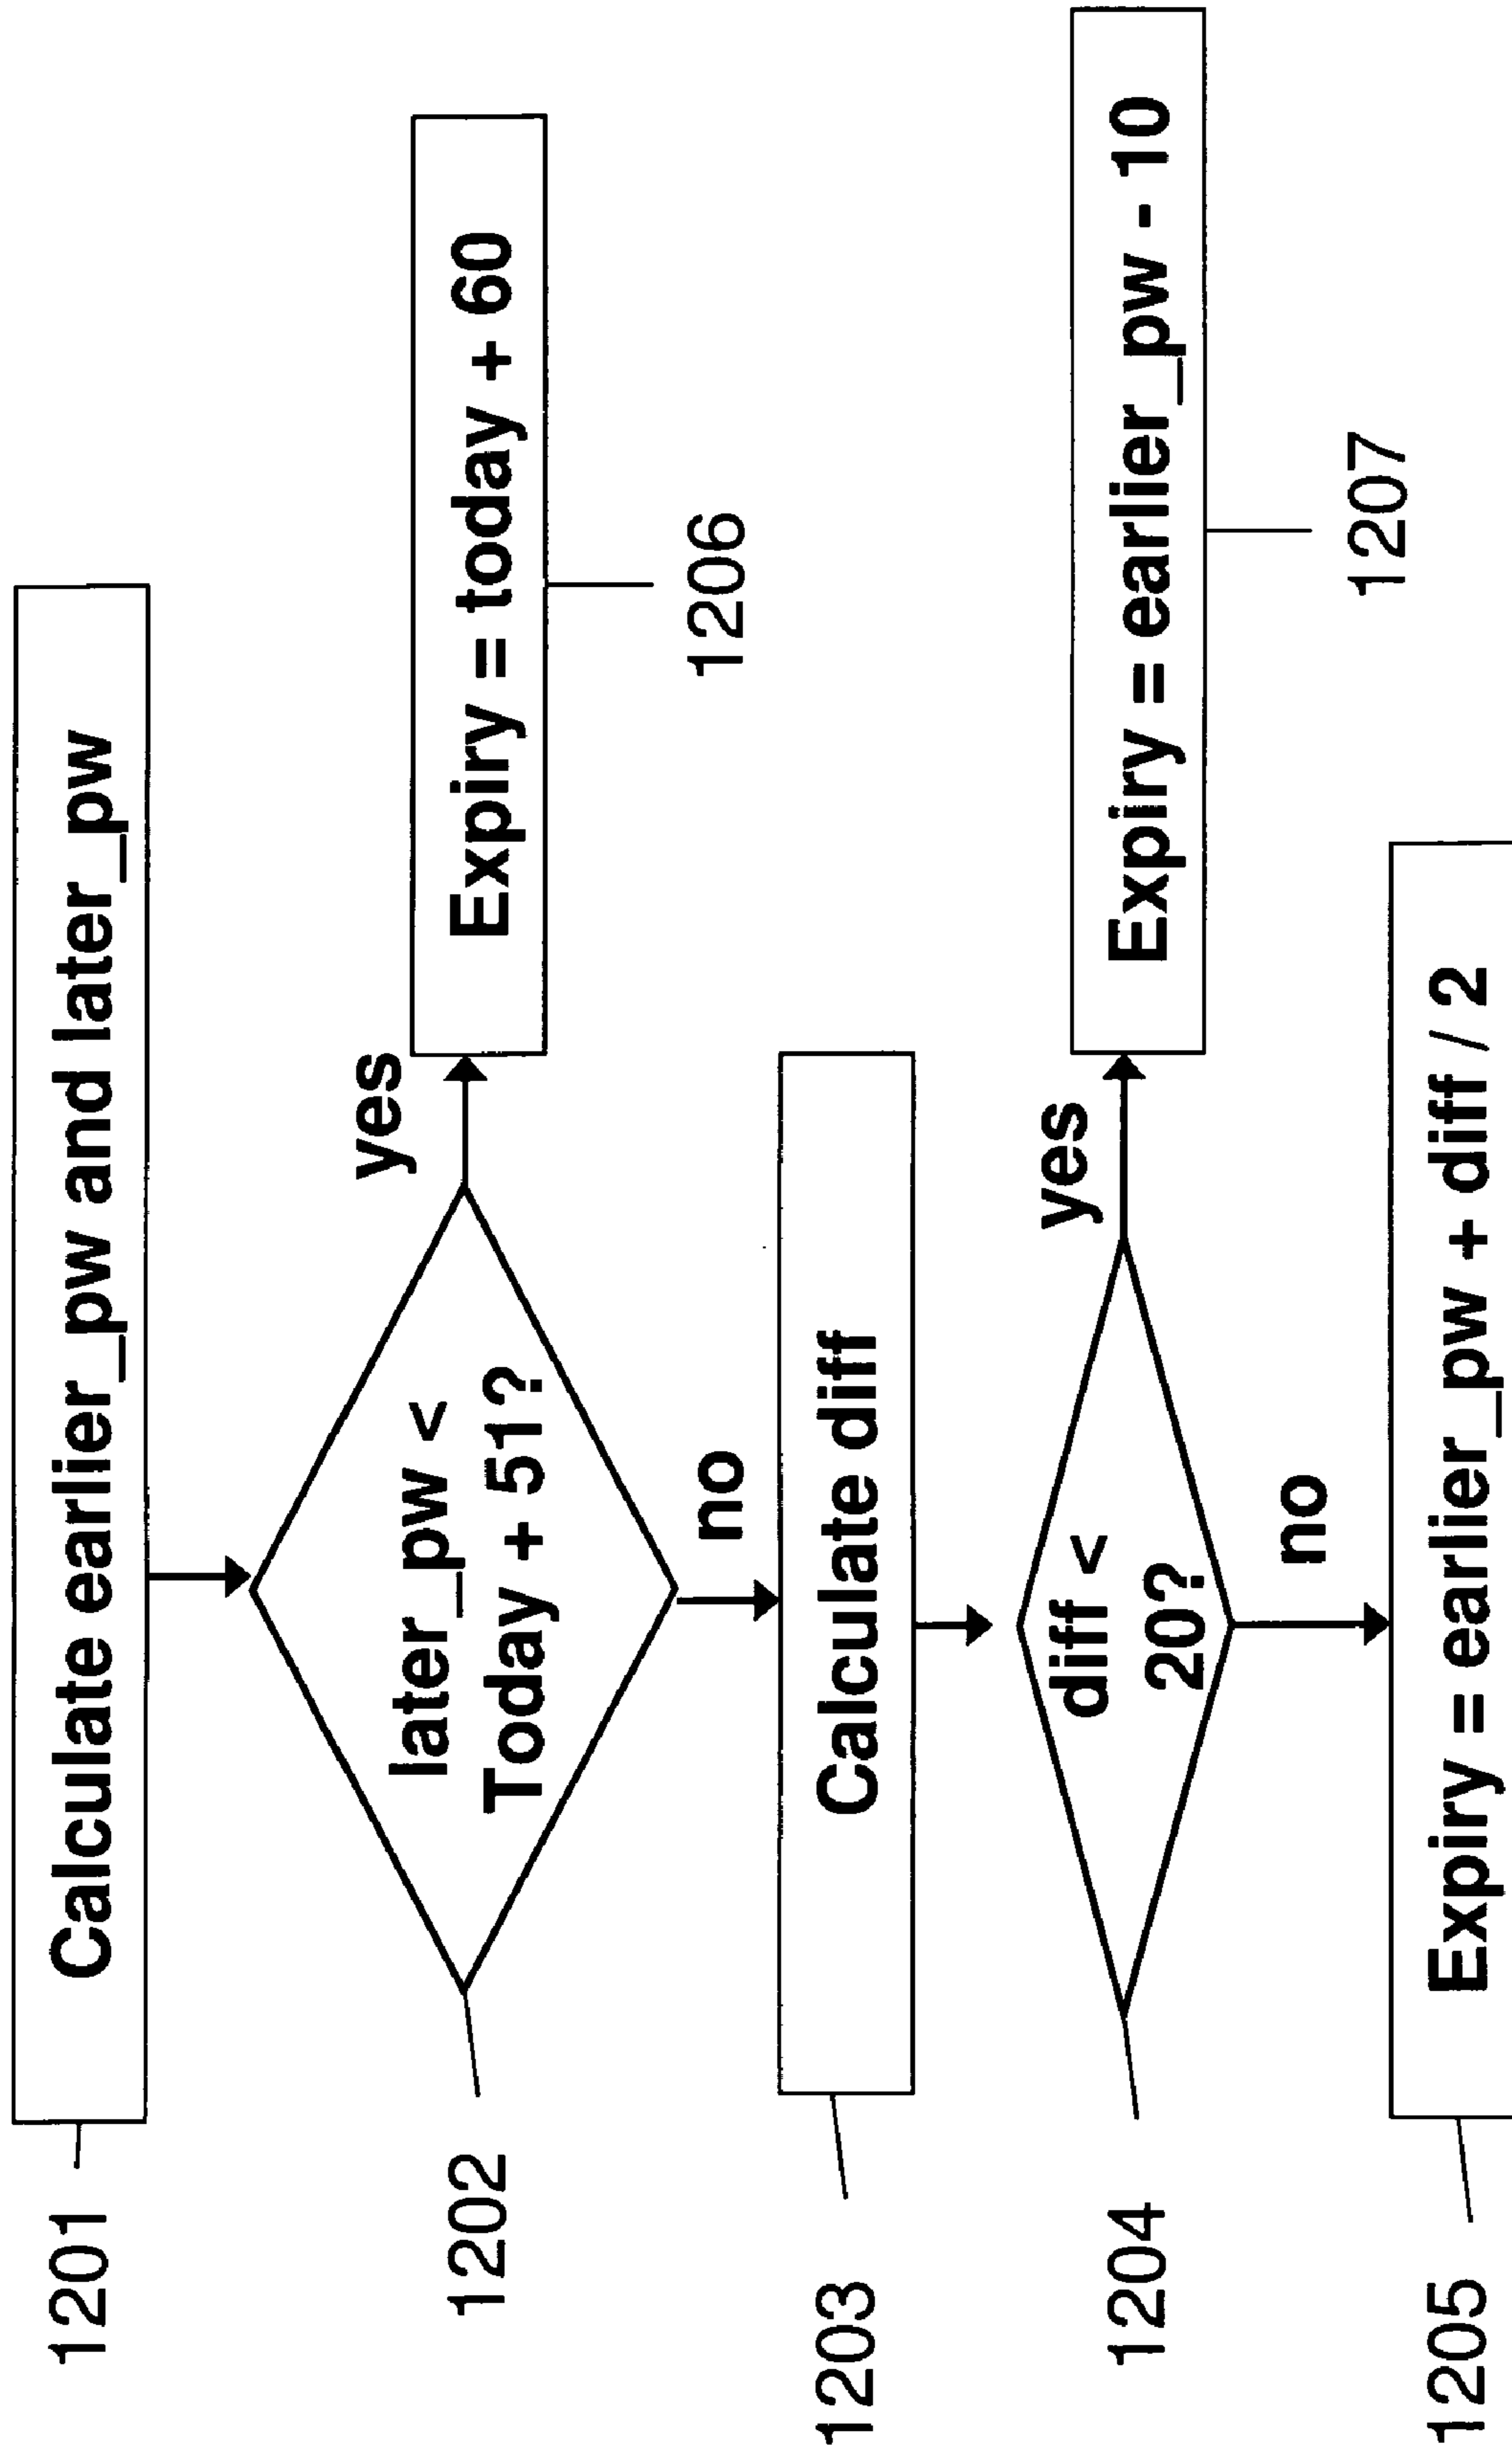 1201
Calculate earlier_pw and later_pw
1202
later_pw <
Today + 51?
yes
Expiry = today + 60
1206
no
1203
Calculate diff
1204
diff <
20?
yes
Expiry = earlier_pw - 10
1207
no
1205
Expiry = earlier_pw + diff / 2